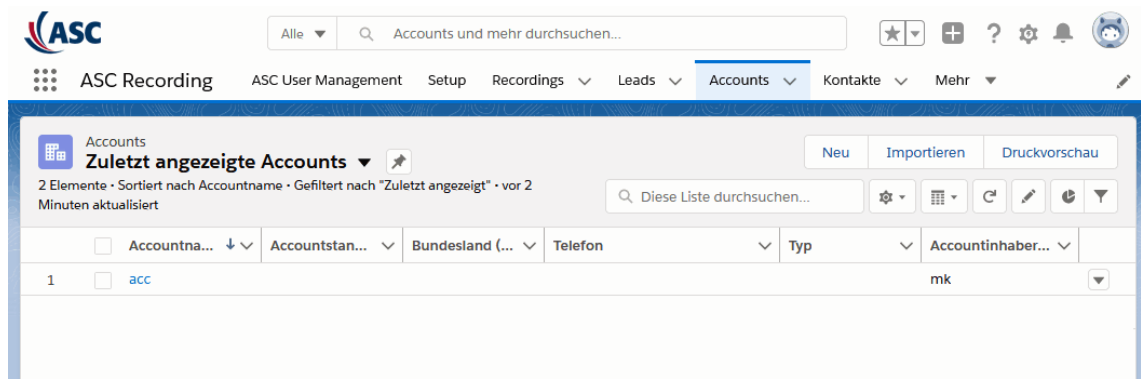 ASC
Alle
Accounts und mehr durchsuchen...
ASC Recording ASC User Management Setup Recordings Leads Accounts Kontakte Mehr
Accounts
Zuletzt angezeigte Accounts
Neu Importieren Druckvorschau
2 Elemente • Sortiert nach Accountname • Gefiltert nach "Zuletzt angezeigt" • vor 2
Minuten aktualisiert
Diese Liste durchsuchen...
Accountna... Accountstan... Bundesland (... Telefon Typ Accountinhaber...
1 acc mk